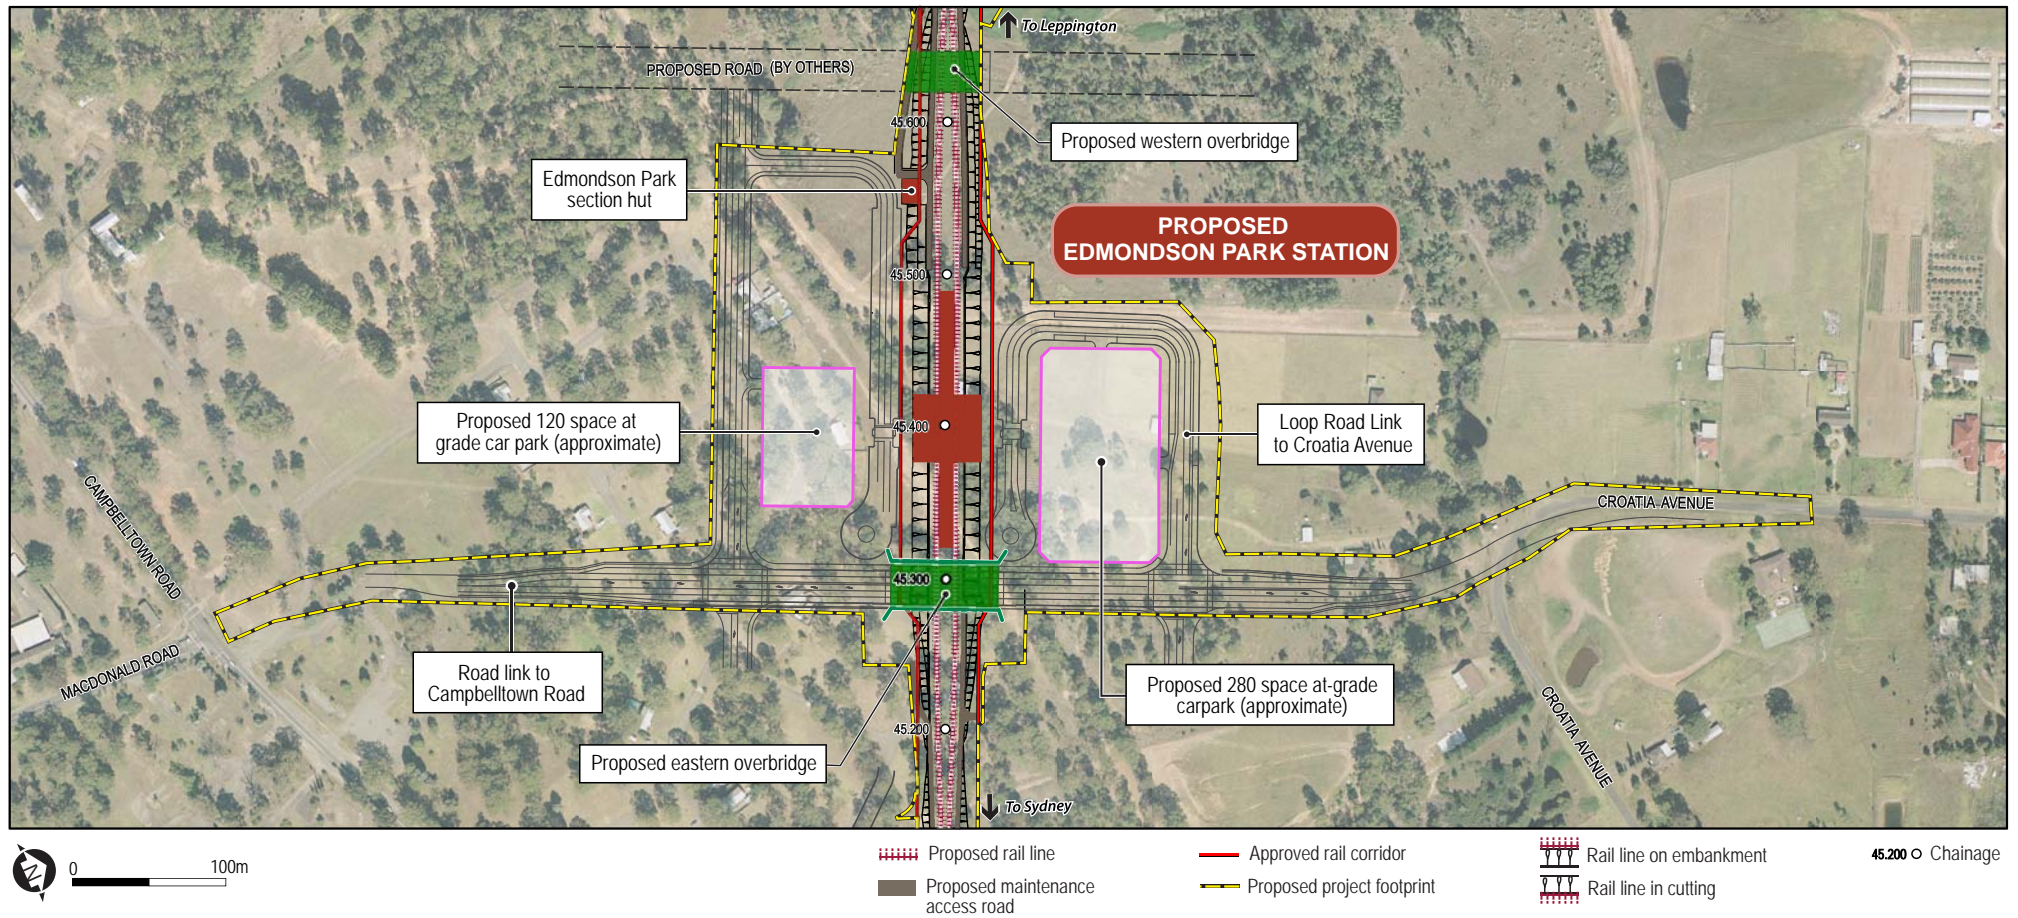 To Leppington
PROPOSED ROAD (BY OTHERS)
45.600
Proposed western overbridge
Edmondson Park
section hut
PROPOSED
EDMONDSON PARK STATION
45.500
Proposed 120 space at
grade car park (approximate)
45.400
Loop Road Link
to Croatia Avenue
CAMPBELLTOWN ROAD
CROATIA AVENUE
45.300
MACDONALD ROAD
Road link to
Campbelltown Road
Proposed 280 space at-grade
carpark (approximate)
CROATIA AVENUE
45.200
Proposed eastern overbridge
To Sydney
N
0 100m
Proposed rail line
Proposed maintenance
access road
Approved rail corridor
Proposed project footprint
Rail line on embankment
Rail line in cutting
45.200 Chainage